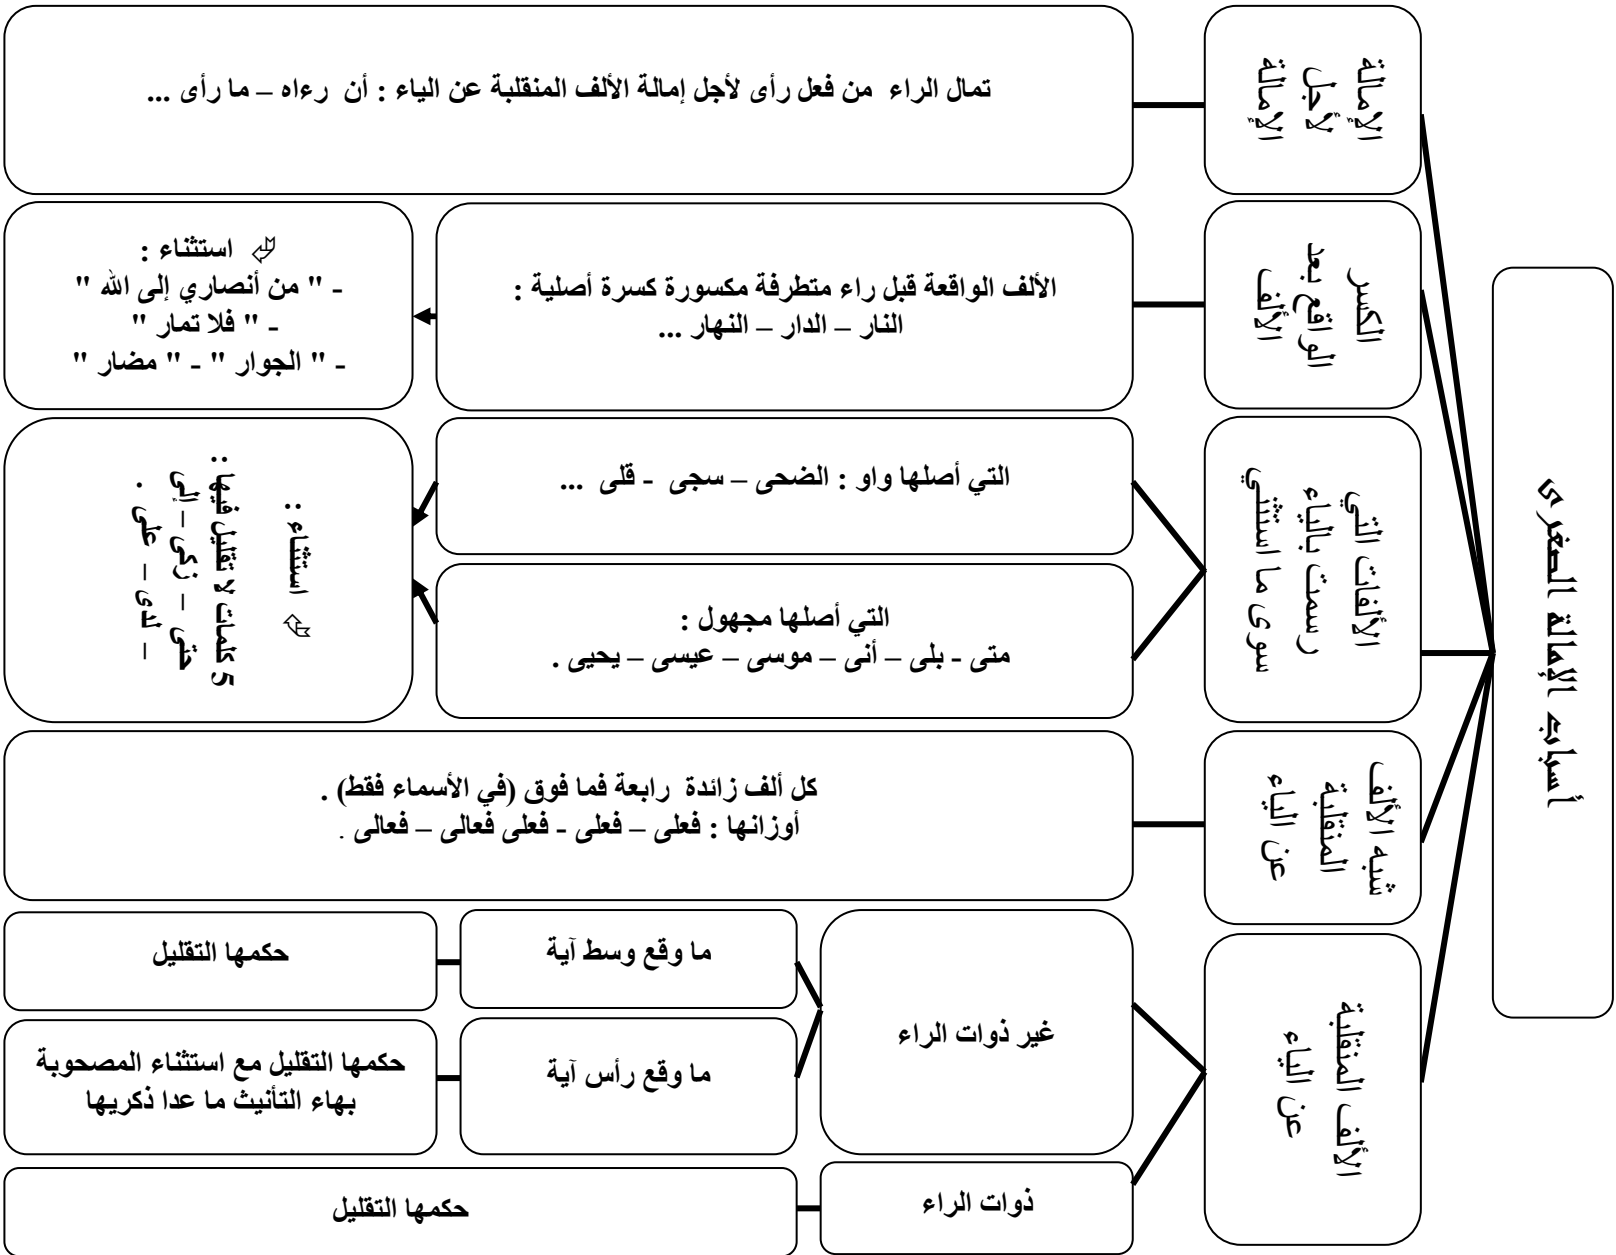 أسباب الإمالة الصغرى
الإمالة
لأجل
الإمالة
تمال الراء من فعل رأى لأجل إمالة الألف المنقلبة عن الياء : أن رءاه – ما رأى ...
الكسر
الواقع بعد
الألف
الألف الواقعة قبل راء متطرفة مكسورة كسرة أصلية :
النار – الدار – النهار ...
استثناء :
- " من أنصاري إلى الله "
- " فلا تمار "
- " الجوار " - " مضار "
الألفات التي
رسمت بالياء
سوى ما استثني
التي أصلها واو : الضحى – سجى - قلى ...
التي أصلها مجهول :
متى - بلى – أنى – موسى – عيسى – يحيى .
استثناء :
5 كلمات لا تقليل فيها :
حتى – زكى – إلى
– لدى – على .
شبه الألف
المنقلبة
عن الياء
كل ألف زائدة رابعة فما فوق (في الأسماء فقط) .
أوزانها : فعلى – فعلى - فعلى فعالى – فعالى .
الألف المنقلبة
عن الياء
غير ذوات الراء
ما وقع وسط آية
حكمها التقليل
ما وقع رأس آية
حكمها التقليل مع استثناء المصحوبة
بهاء التأنيث ما عدا ذكريها
ذوات الراء
حكمها التقليل